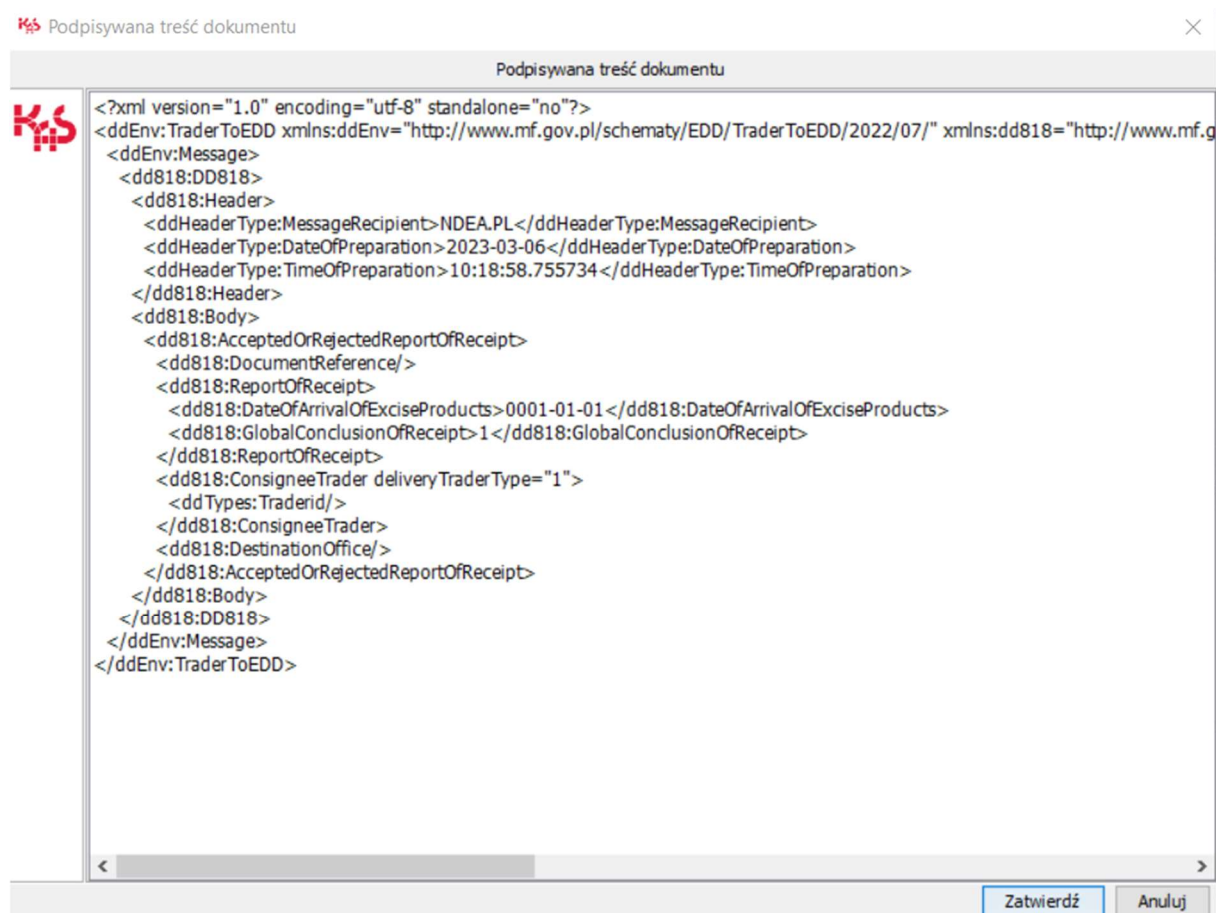 KAS Podpisywana treść dokumentu
Podpisywana treść dokumentu
KAS
<?xml version="1.0" encoding="utf-8" standalone="no"?>
<ddEnv:TraderToEDD xmlns:ddEnv="http://www.mf.gov.pl/schematy/EDD/TraderToEDD/2022/07/" xmlns:dd818="http://www.mf.g
<ddEnv:Message>
<dd818:DD818>
<dd818:Header>
<ddHeaderType:MessageRecipient>NDEA.PL</ddHeaderType:MessageRecipient>
<ddHeaderType:DateOfPreparation>2023-03-06</ddHeaderType:DateOfPreparation>
<ddHeaderType:TimeOfPreparation>10:18:58.755734</ddHeaderType:TimeOfPreparation>
</dd818:Header>
<dd818:Body>
<dd818:AcceptedOrRejectedReportOfReceipt>
<dd818:DocumentReference/>
<dd818:ReportOfReceipt>
<dd818:DateOfArrivalOfExciseProducts>0001-01-01</dd818:DateOfArrivalOfExciseProducts>
<dd818:GlobalConclusionOfReceipt>1</dd818:GlobalConclusionOfReceipt>
</dd818:ReportOfReceipt>
<dd818:ConsigneeTrader deliveryTraderType="1">
<ddTypes:Traderid/>
</dd818:ConsigneeTrader>
<dd818:DestinationOffice/>
</dd818:AcceptedOrRejectedReportOfReceipt>
</dd818:Body>
</dd818:DD818>
</ddEnv:Message>
</ddEnv:TraderToEDD>
Zatwierdź Anuluj